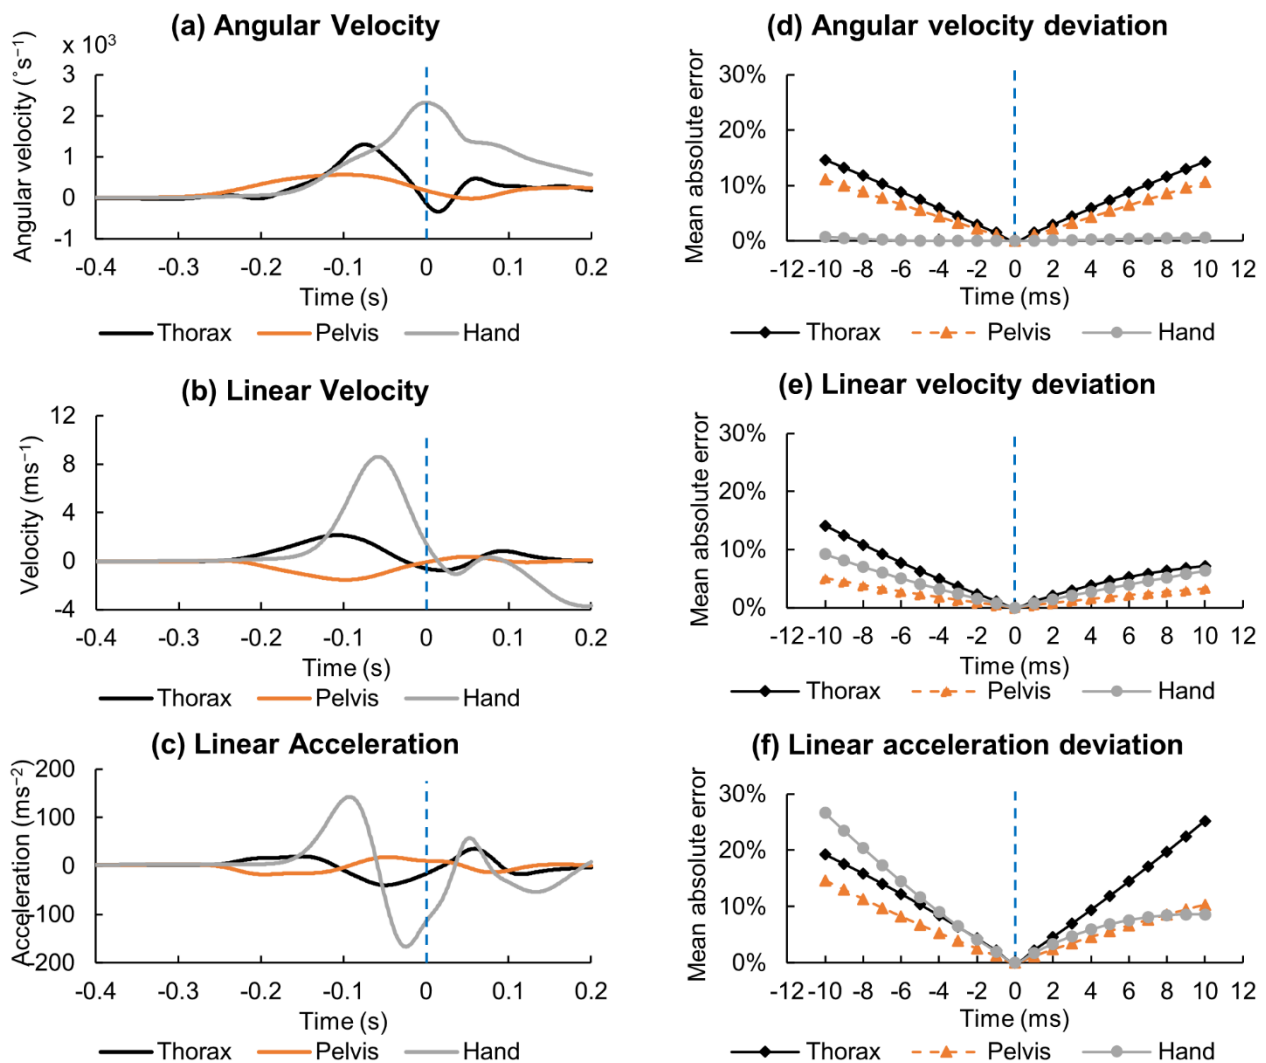 (a) Angular Velocity
x 10³
Angular velocity (˚s⁻¹)
3
2
1
0
-1
-0.4 -0.3 -0.2 -0.1 0 0.1 0.2
Time (s)
Thorax Pelvis Hand
(d) Angular velocity deviation
Mean absolute error
30%
20%
10%
0%
-12 -10 -8 -6 -4 -2 0 2 4 6 8 10 12
Time (ms)
Thorax Pelvis Hand
(b) Linear Velocity
Velocity (ms⁻¹)
12
8
4
0
-4
-0.4 -0.3 -0.2 -0.1 0 0.1 0.2
Time (s)
Thorax Pelvis Hand
(e) Linear velocity deviation
Mean absolute error
30%
20%
10%
0%
-12 -10 -8 -6 -4 -2 0 2 4 6 8 10 12
Time (ms)
Thorax Pelvis Hand
(c) Linear Acceleration
Acceleration (ms⁻²)
200
100
0
-100
-200
-0.4 -0.3 -0.2 -0.1 0 0.1 0.2
Time (s)
Thorax Pelvis Hand
(f) Linear acceleration deviation
Mean absolute error
30%
20%
10%
0%
-12 -10 -8 -6 -4 -2 0 2 4 6 8 10 12
Time (ms)
Thorax Pelvis Hand